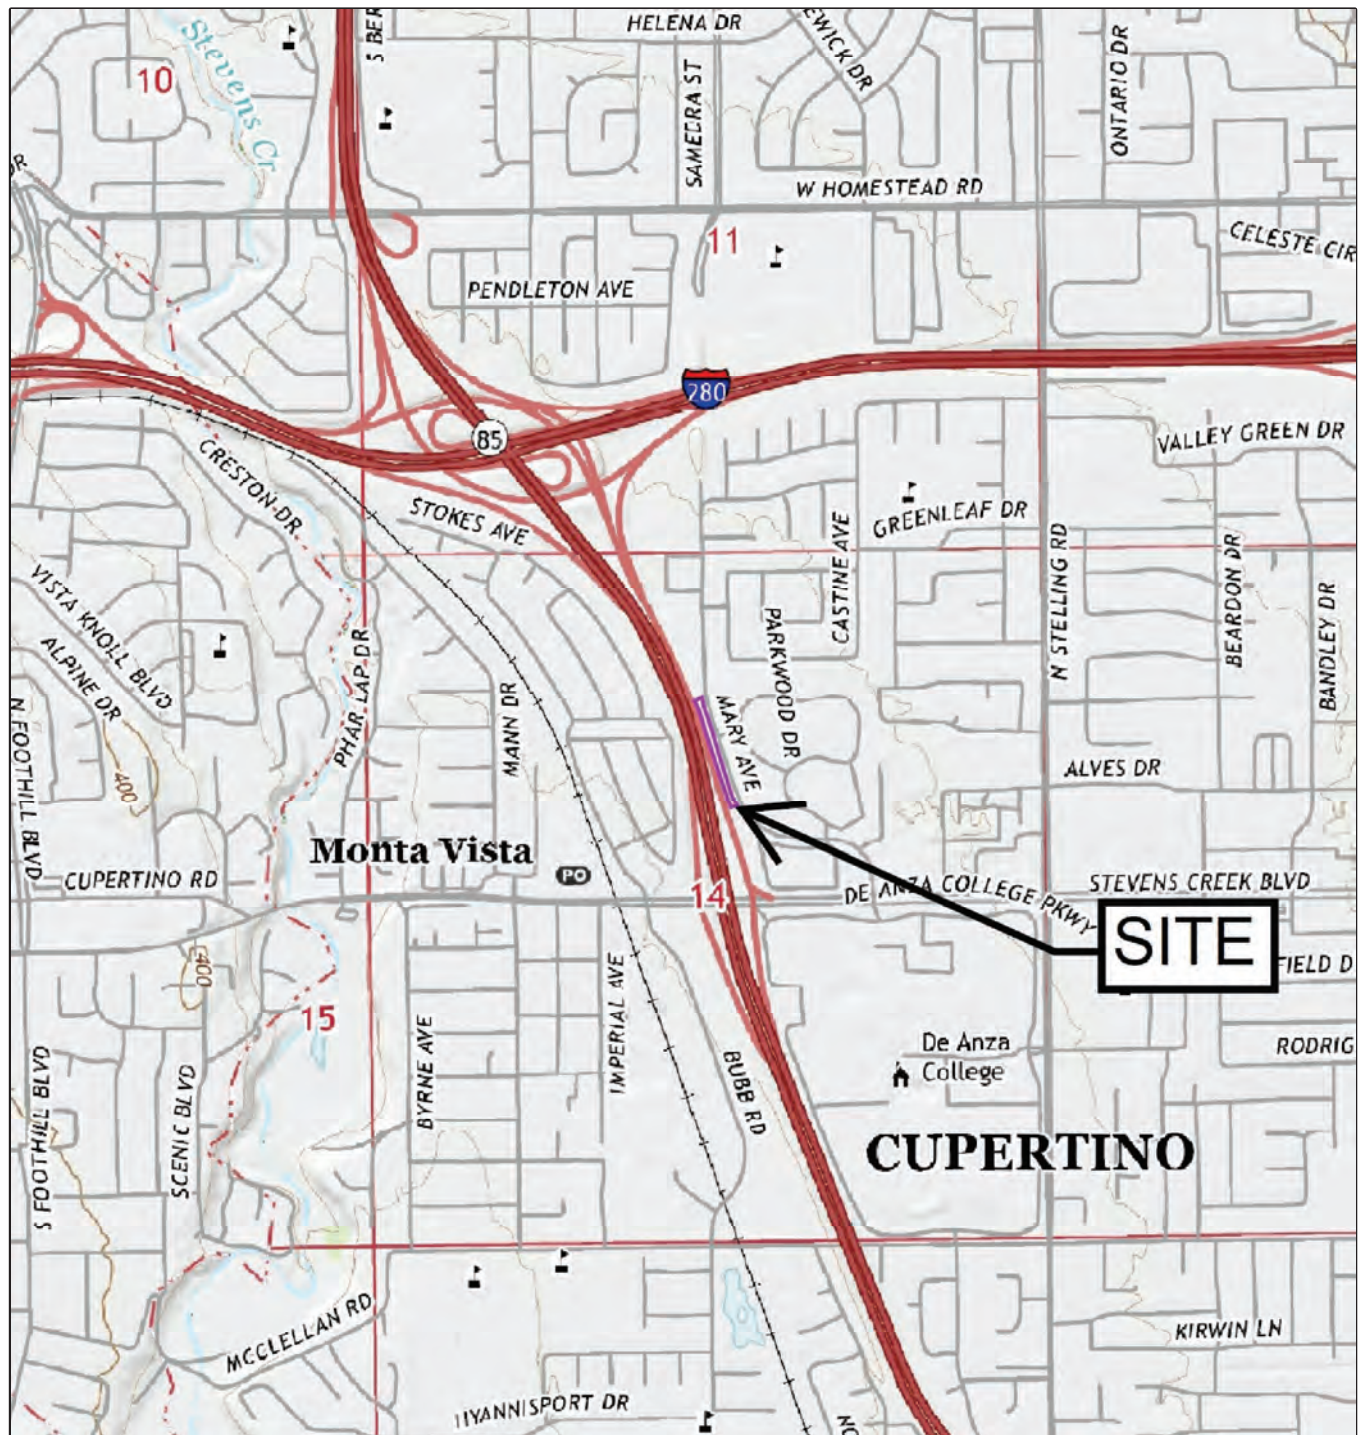 HELENA DR
S BER
EWICK DR
ONTARIO DR
Stevens Cr
10
SAMEDRA ST
DR
W HOMESTEAD RD
11
CELESTE CIR
PENDLETON AVE
280
85
VALLEY GREEN DR
CRESTON DR
STOKES AVE
GREENLEAF DR
CASTINE AVE
N STELLING RD
BEARDON DR
BANDLEY DR
VISTA KNOLL BLVD
ALPINE DR
PHAR LAP DR
PARKWOOD DR
MANN DR
MARY AVE
N FOOTHILL BLVD
400
ALVES DR
Monta Vista
PO
CUPERTINO RD
14
DE ANZA COLLEGE PKWY
STEVENS CREEK BLVD
SITE
FIELD D
400
15
IMPERIAL AVE
BYRNE AVE
De Anza
College
RODRIG
BUBB RD
S FOOTHILL BLVD
SCENIC BLVD
CUPERTINO
MCCLELLAN RD
KIRWIN LN
HYANNISPORT DR
NO